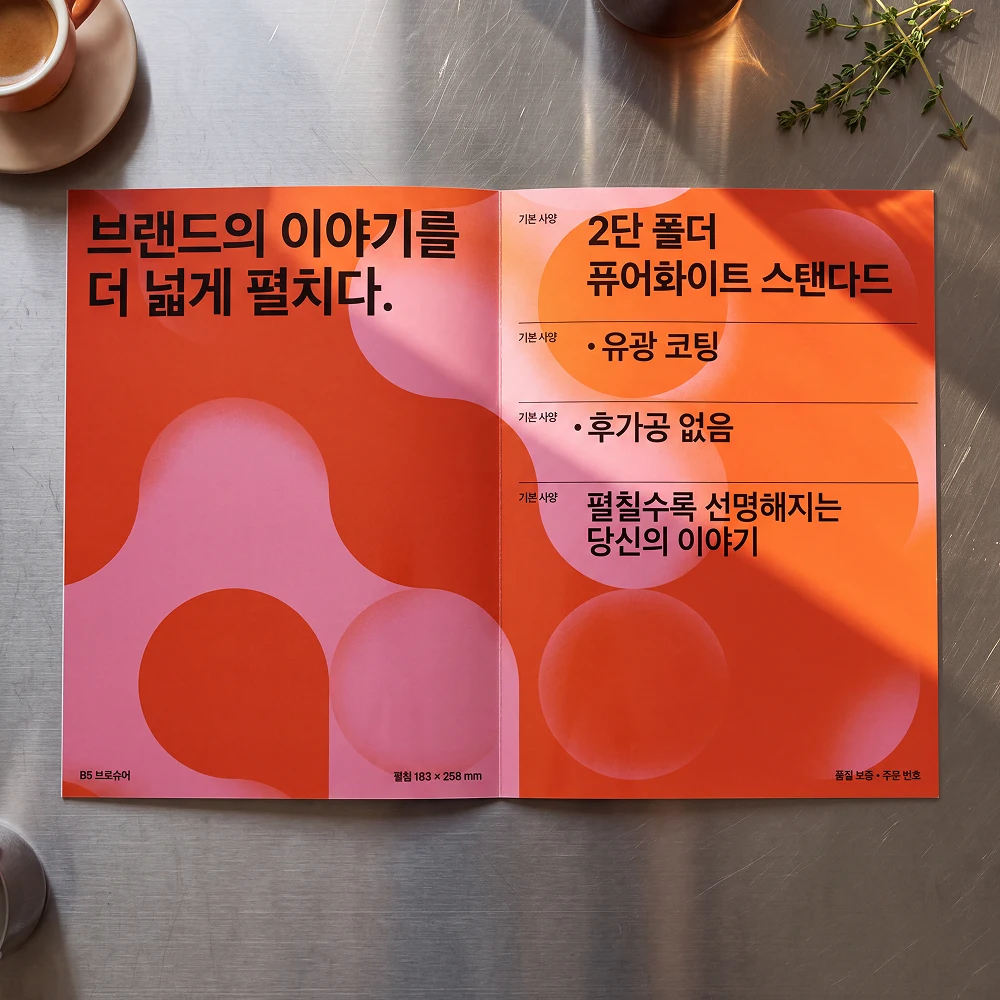 브랜드의 이야기를
더 넓게 펼치다.
B5 브로슈어
펼침 183 × 258 mm
기본 사양
2단 폴더
퓨어화이트 스탠다드
기본 사양
• 유광 코팅
기본 사양
• 후가공 없음
기본 사양
펼칠수록 선명해지는
당신의 이야기
품질 보증 • 주문 번호